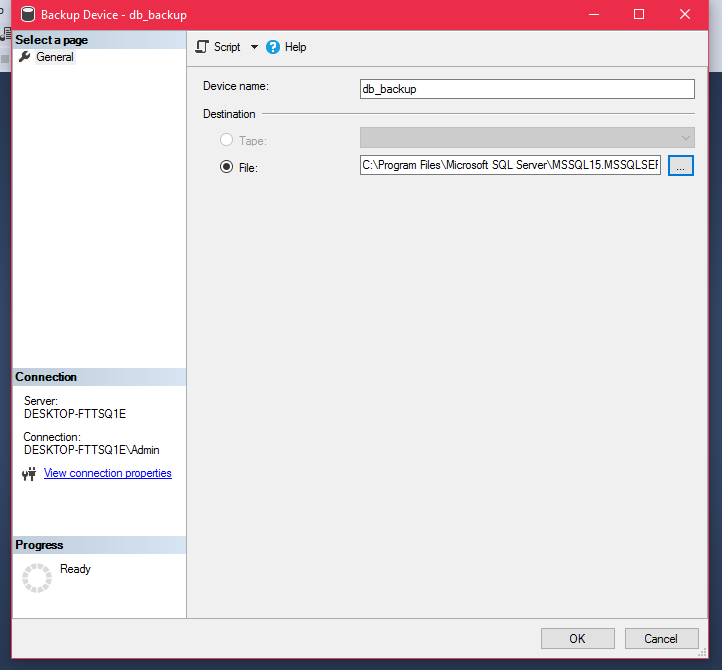 Backup Device - db_backup
Select a page
General
Script
Help
Device name:
db_backup
Destination
Tape:
File:
C:\Program Files\Microsoft SQL Server\MSSQL15.MSSQLSEF
...
Connection
Server:
DESKTOP-FTTSQ1E
Connection:
DESKTOP-FTTSQ1E\Admin
View connection properties
Progress
Ready
OK
Cancel